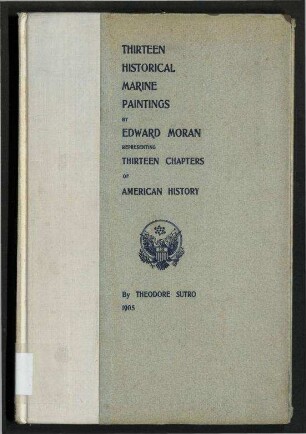 THIRTEEN
HISTORICAL
MARINE
PAINTINGS
BY
EDWARD MORAN
REPRESENTING
THIRTEEN CHAPTERS
OF
AMERICAN HISTORY
By THEODORE SUTRO
1905